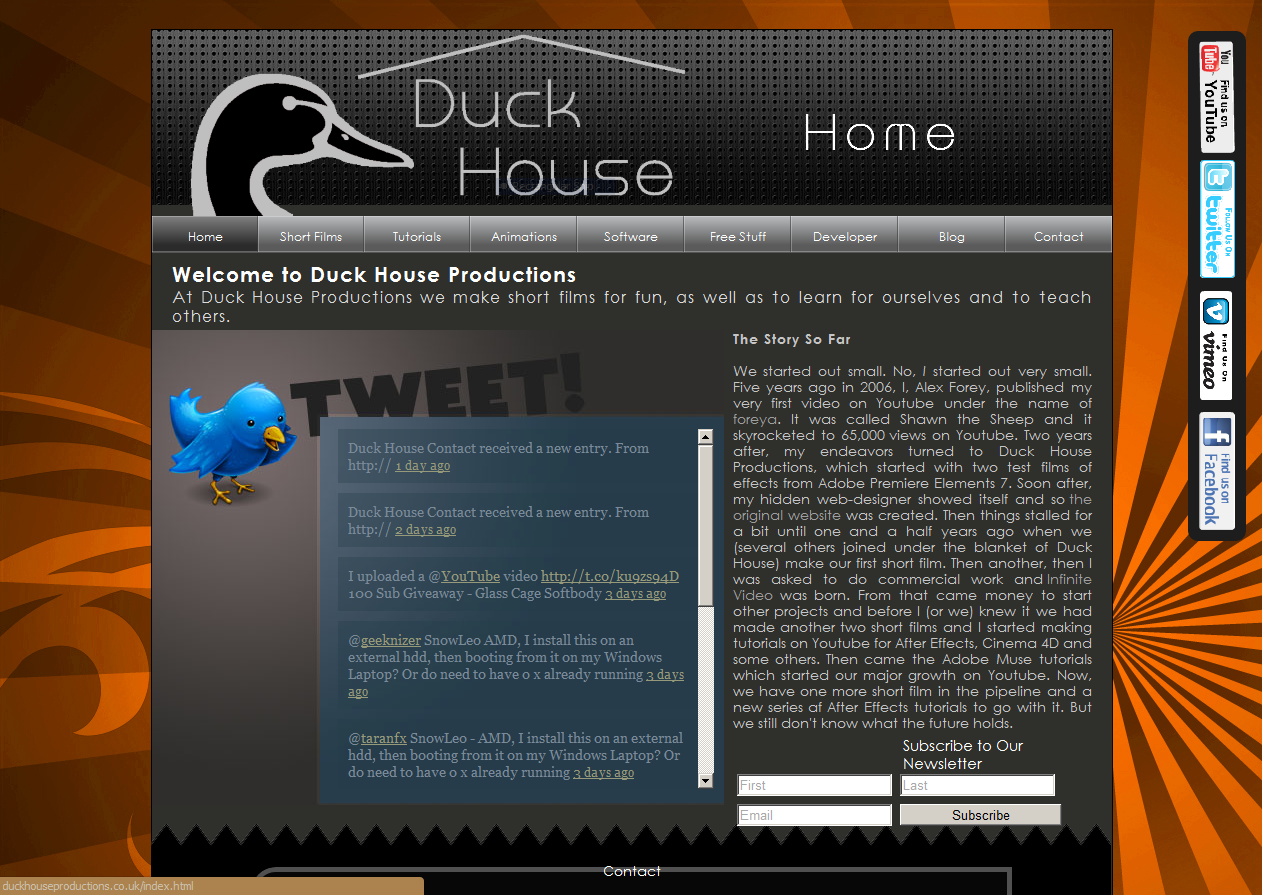 Duck
House
Home
Home Short Films Tutorials Animations Software Free Stuff Developer Blog Contact
Welcome to Duck House Productions
At Duck House Productions we make short films for fun, as well as to learn for ourselves and to teach
others.
TWEET!
Duck House Contact received a new entry. From
http:// 1 day ago
Duck House Contact received a new entry. From
http:// 2 days ago
I uploaded a @YouTube video http://t.co/ku9zs94D
100 Sub Giveaway - Glass Cage Softbody 3 days ago
@geeknizer SnowLeo AMD, I install this on an
external hdd, then booting from it on my Windows
Laptop? Or do need to have o x already running 3 days
ago
@taranfx SnowLeo - AMD, I install this on an external
hdd, then booting from it on my Windows Laptop? Or
do need to have o x already running 3 days ago
The Story So Far
We started out small. No, I started out very small.
Five years ago in 2006, I, Alex Forey, published my
very first video on Youtube under the name of
foreya. It was called Shawn the Sheep and it
skyrocketed to 65,000 views on Youtube. Two years
after, my endeavors turned to Duck House
Productions, which started with two test films of
effects from Adobe Premiere Elements 7. Soon after,
my hidden web-designer showed itself and so the
original website was created. Then things stalled for
a bit until one and a half years ago when we
(several others joined under the blanket of Duck
House) make our first short film. Then another, then I
was asked to do commercial work and Infinite
Video was born. From that came money to start
other projects and before I (or we) knew it we had
made another two short films and I started making
tutorials on Youtube for After Effects, Cinema 4D and
some others. Then came the Adobe Muse tutorials
which started our major growth on Youtube. Now,
we have one more short film in the pipeline and a
new series af After Effects tutorials to go with it. But
we still don't know what the future holds.
Subscribe to Our
Newsletter
First Last
Email Subscribe
Contact
duckhouseproductions.co.uk/index.html
You
Tube
Find us on
YouTube
t
Follow Us On
twitter
v
Find us on
vimeo
f
Find us on
Facebook